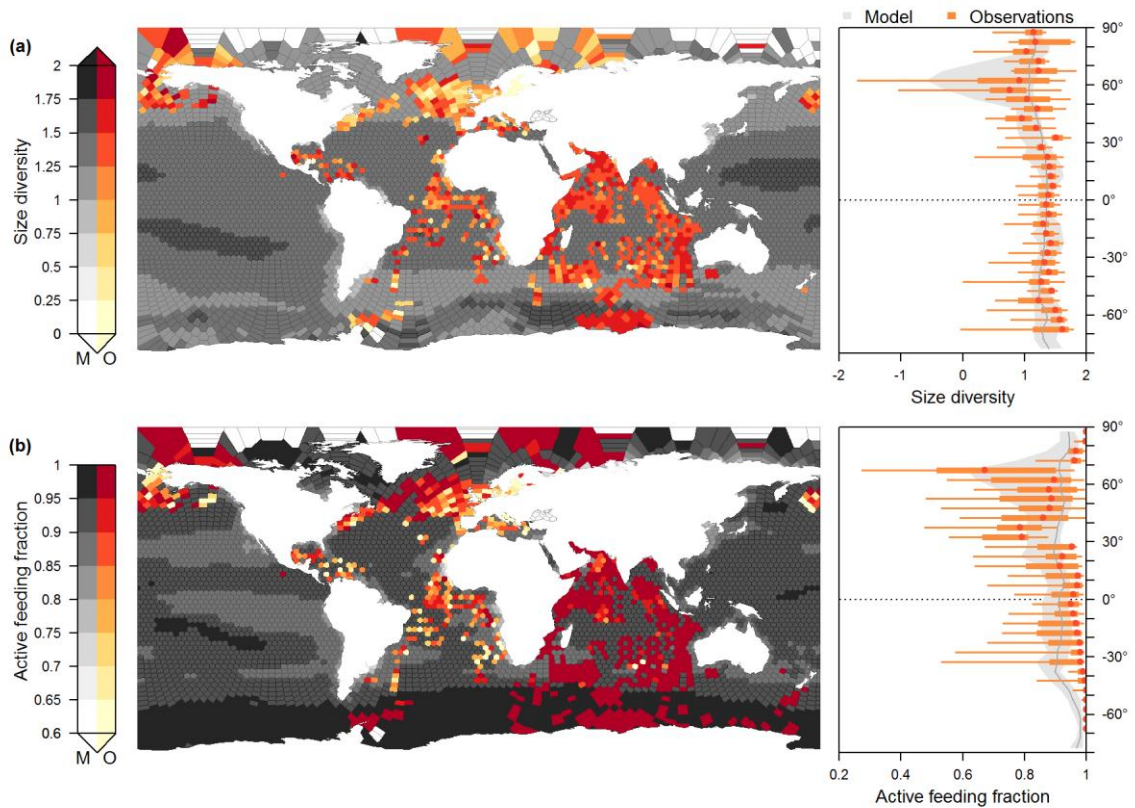 Model Observations
(a)
Size diversity
2
1.75
1.5
1.25
1
0.75
0.5
0.25
0
M O
90°
60°
30°
0°
-30°
-60°
-2 -1 0 1 2
Size diversity
(b)
Active feeding fraction
1
0.95
0.9
0.85
0.8
0.75
0.7
0.65
0.6
M O
90°
60°
30°
0°
-30°
-60°
0.2 0.4 0.6 0.8 1
Active feeding fraction